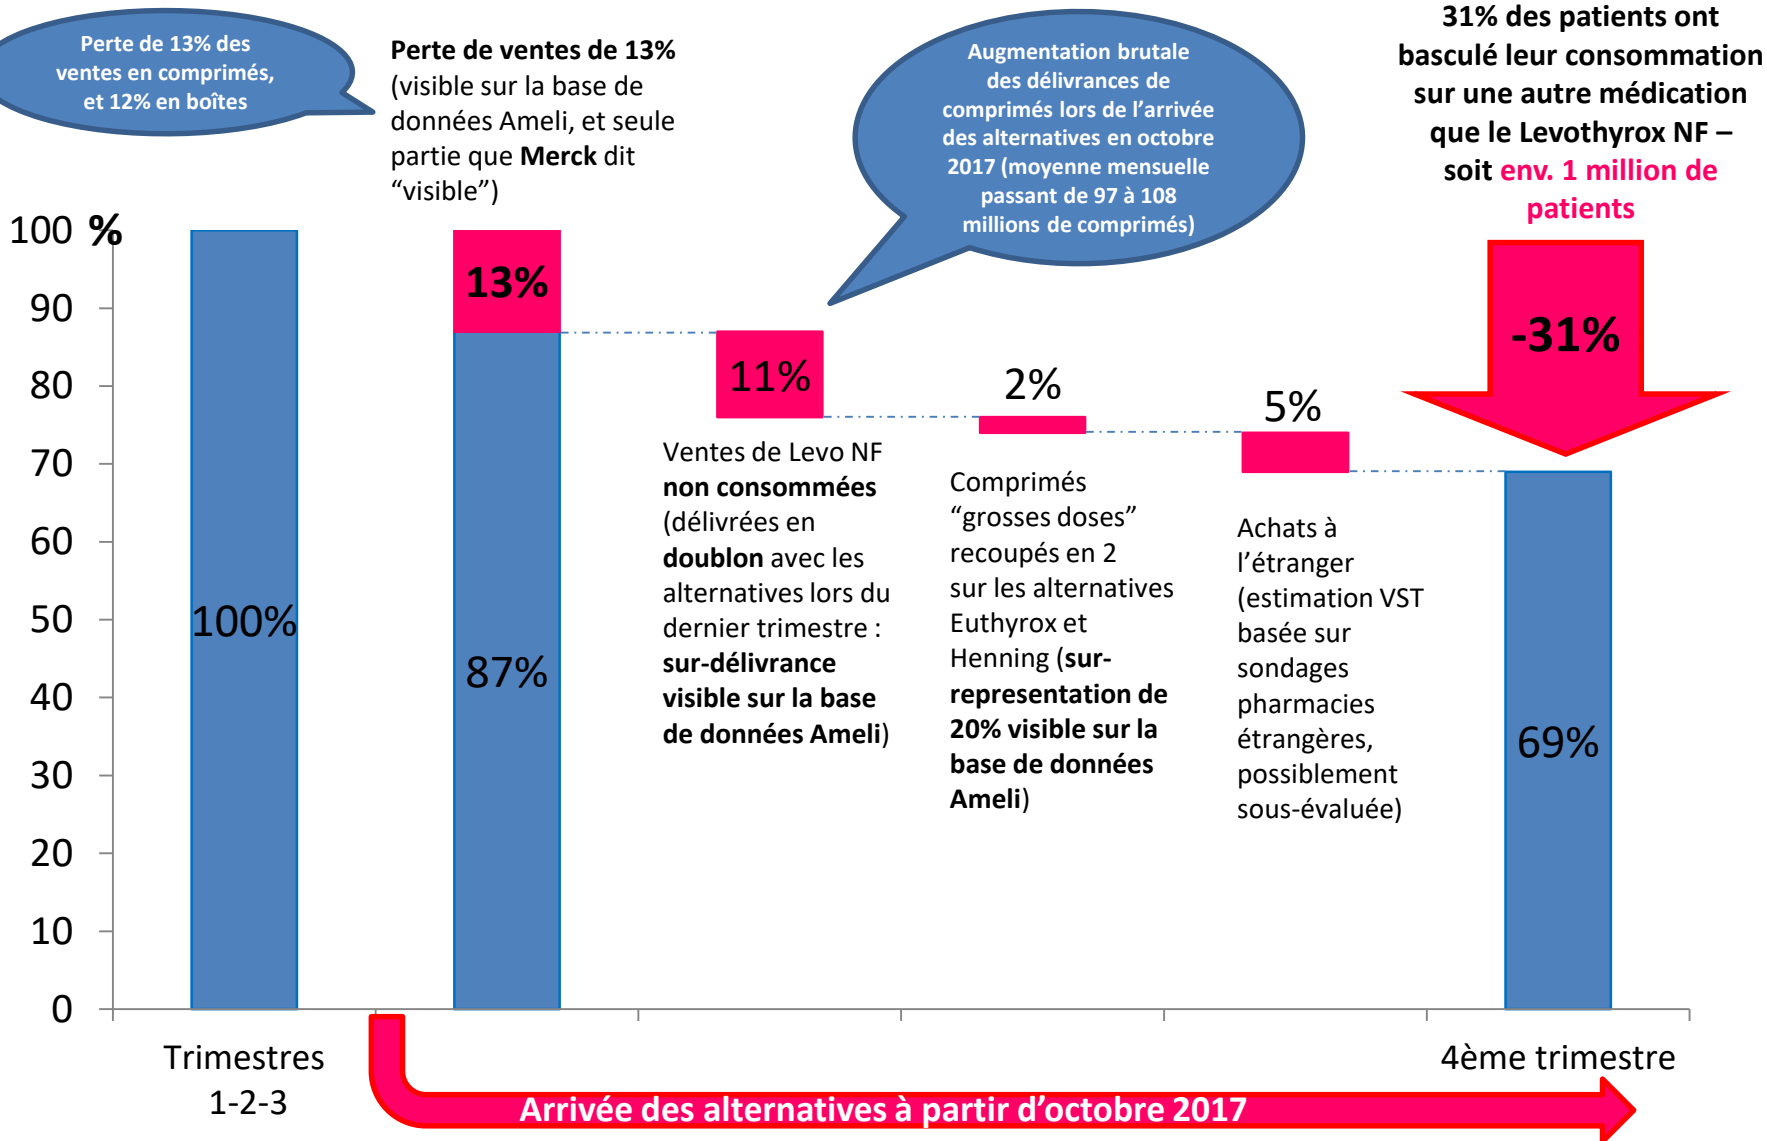 Perte de 13% des
ventes en comprimés,
et 12% en boîtes
Perte de ventes de 13%
(visible sur la base de
données Ameli, et seule
partie que Merck dit
“visible”)
Augmentation brutale
des délivrances de
comprimés lors de l’arrivée
des alternatives en octobre
2017 (moyenne mensuelle
passant de 97 à 108
millions de comprimés)
31% des patients ont
basculé leur consommation
sur une autre médication
que le Levothyrox NF –
soit env. 1 million de
patients
100 %
90
80
70
60
50
40
30
20
10
0
100%
13%
87%
11%
Ventes de Levo NF
non consommées
(délivrées en
doublon avec les
alternatives lors du
dernier trimestre :
sur-délivrance
visible sur la base
de données Ameli)
2%
Comprimés
“grosses doses”
recoupés en 2
sur les alternatives
Euthyrox et
Henning (sur-
representation de
20% visible sur la
base de données
Ameli)
5%
Achats à
l’étranger
(estimation VST
basée sur
sondages
pharmacies
étrangères,
possiblement
sous-évaluée)
-31%
69%
Trimestres
1-2-3
4ème trimestre
Arrivée des alternatives à partir d’octobre 2017